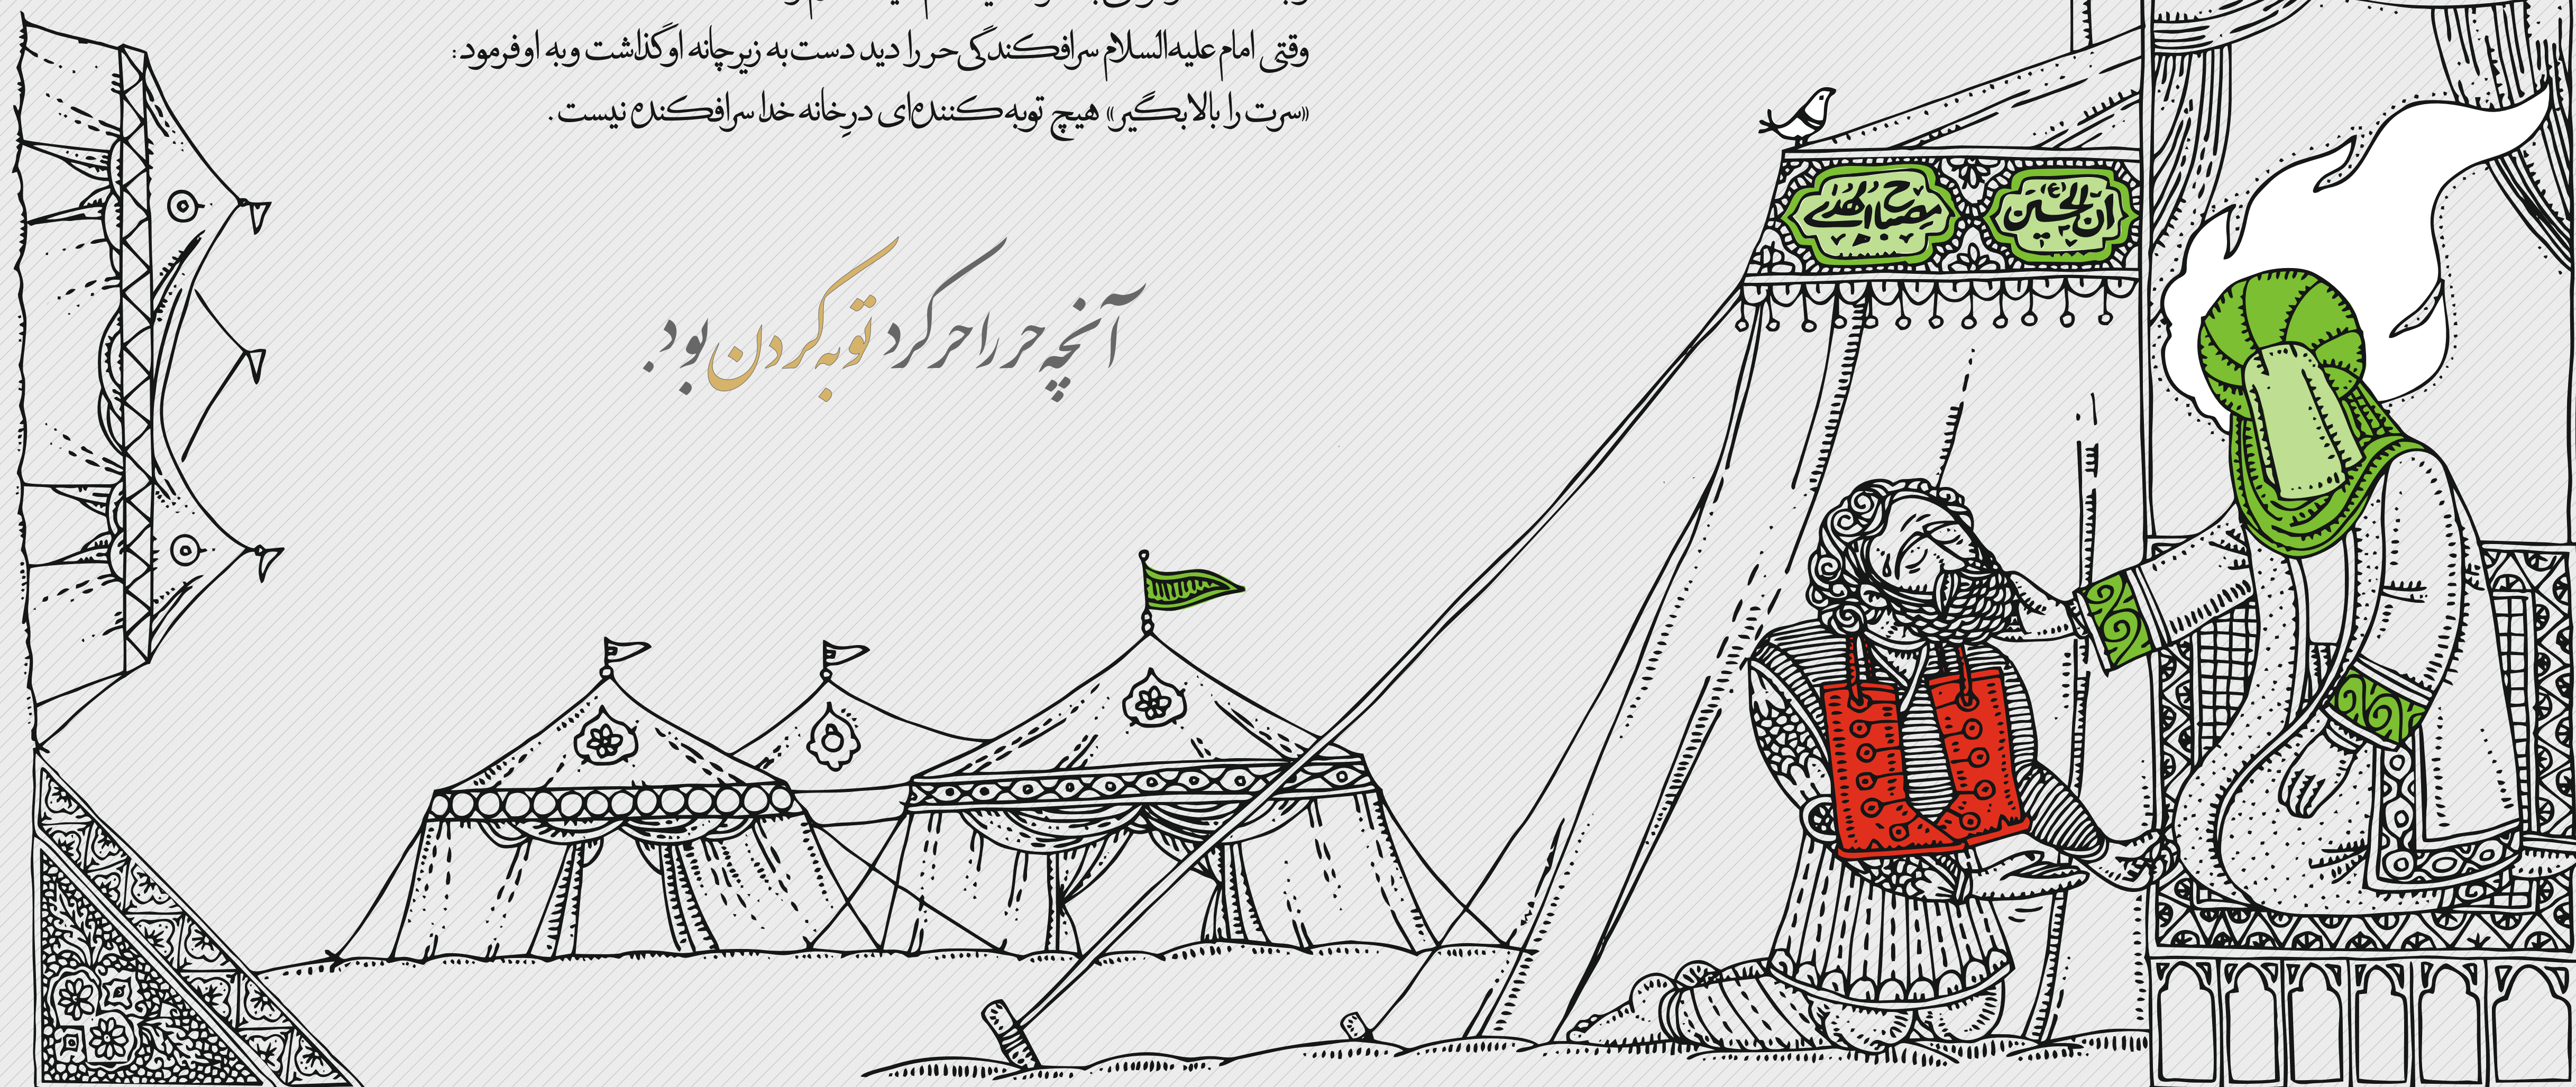 وقتی امام علیه‌السلام سرافکندگی حر را دید دست به زیر چانه او گذاشت و به او فرمود:
«سرت را بالا بگیر» هیچ توبه کننده‌ای درِ خانه خدا سرافکنده نیست.
انّ الحسین (ع)
مصباح الهدی
آنچه حر را حر کرد توبه کردن بود.